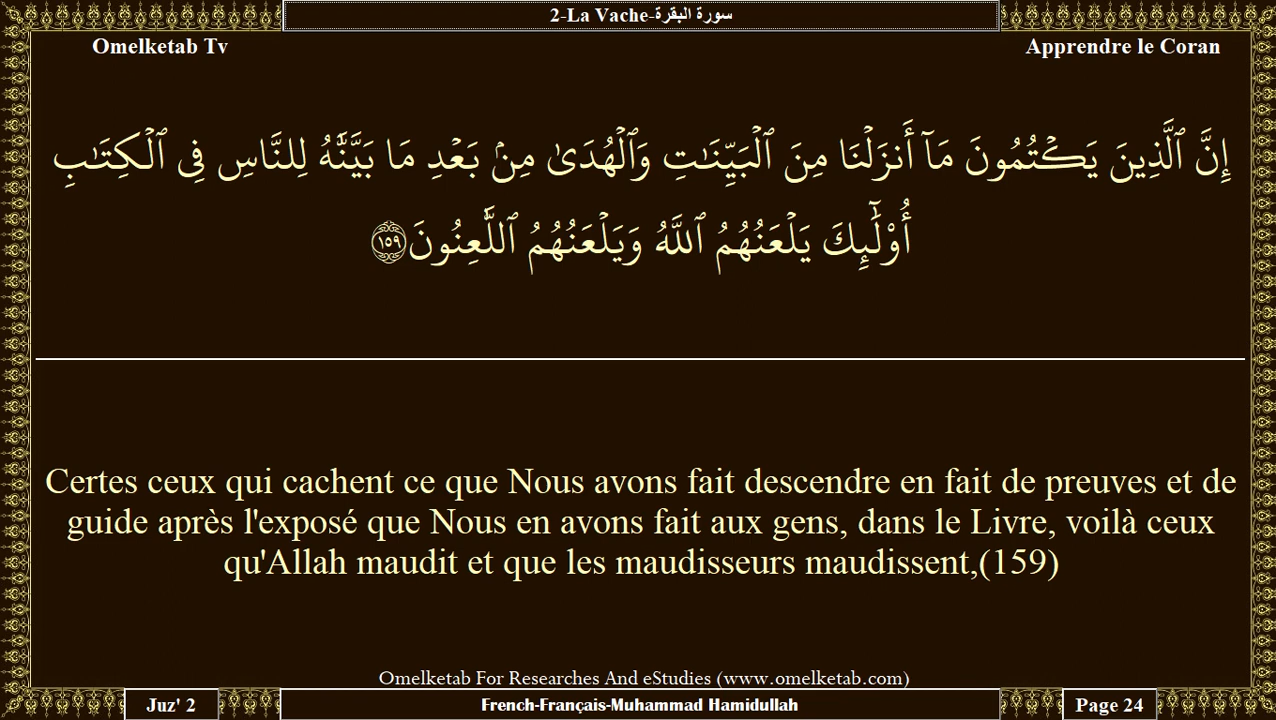 2-La Vache-سورة البقرة
Omelketab Tv
Apprendre le Coran
إِنَّ ٱلَّذِينَ يَكْتُمُونَ مَآ أَنزَلْنَا مِنَ ٱلْبَيِّنَـٰتِ وَٱلْهُدَىٰ مِنۢ بَعْدِ مَا بَيَّنَّـٰهُ لِلنَّاسِ فِى ٱلْكِتَـٰبِ
أُو۟لَـٰٓئِكَ يَلْعَنُهُمُ ٱللَّهُ وَيَلْعَنُهُمُ ٱللَّـٰعِنُونَ ١٥٩
Certes ceux qui cachent ce que Nous avons fait descendre en fait de preuves et de
guide après l'exposé que Nous en avons fait aux gens, dans le Livre, voilà ceux
qu'Allah maudit et que les maudisseurs maudissent,(159)
Omelketab For Researches And eStudies (www.omelketab.com)
Juz' 2
French-Français-Muhammad Hamidullah
Page 24